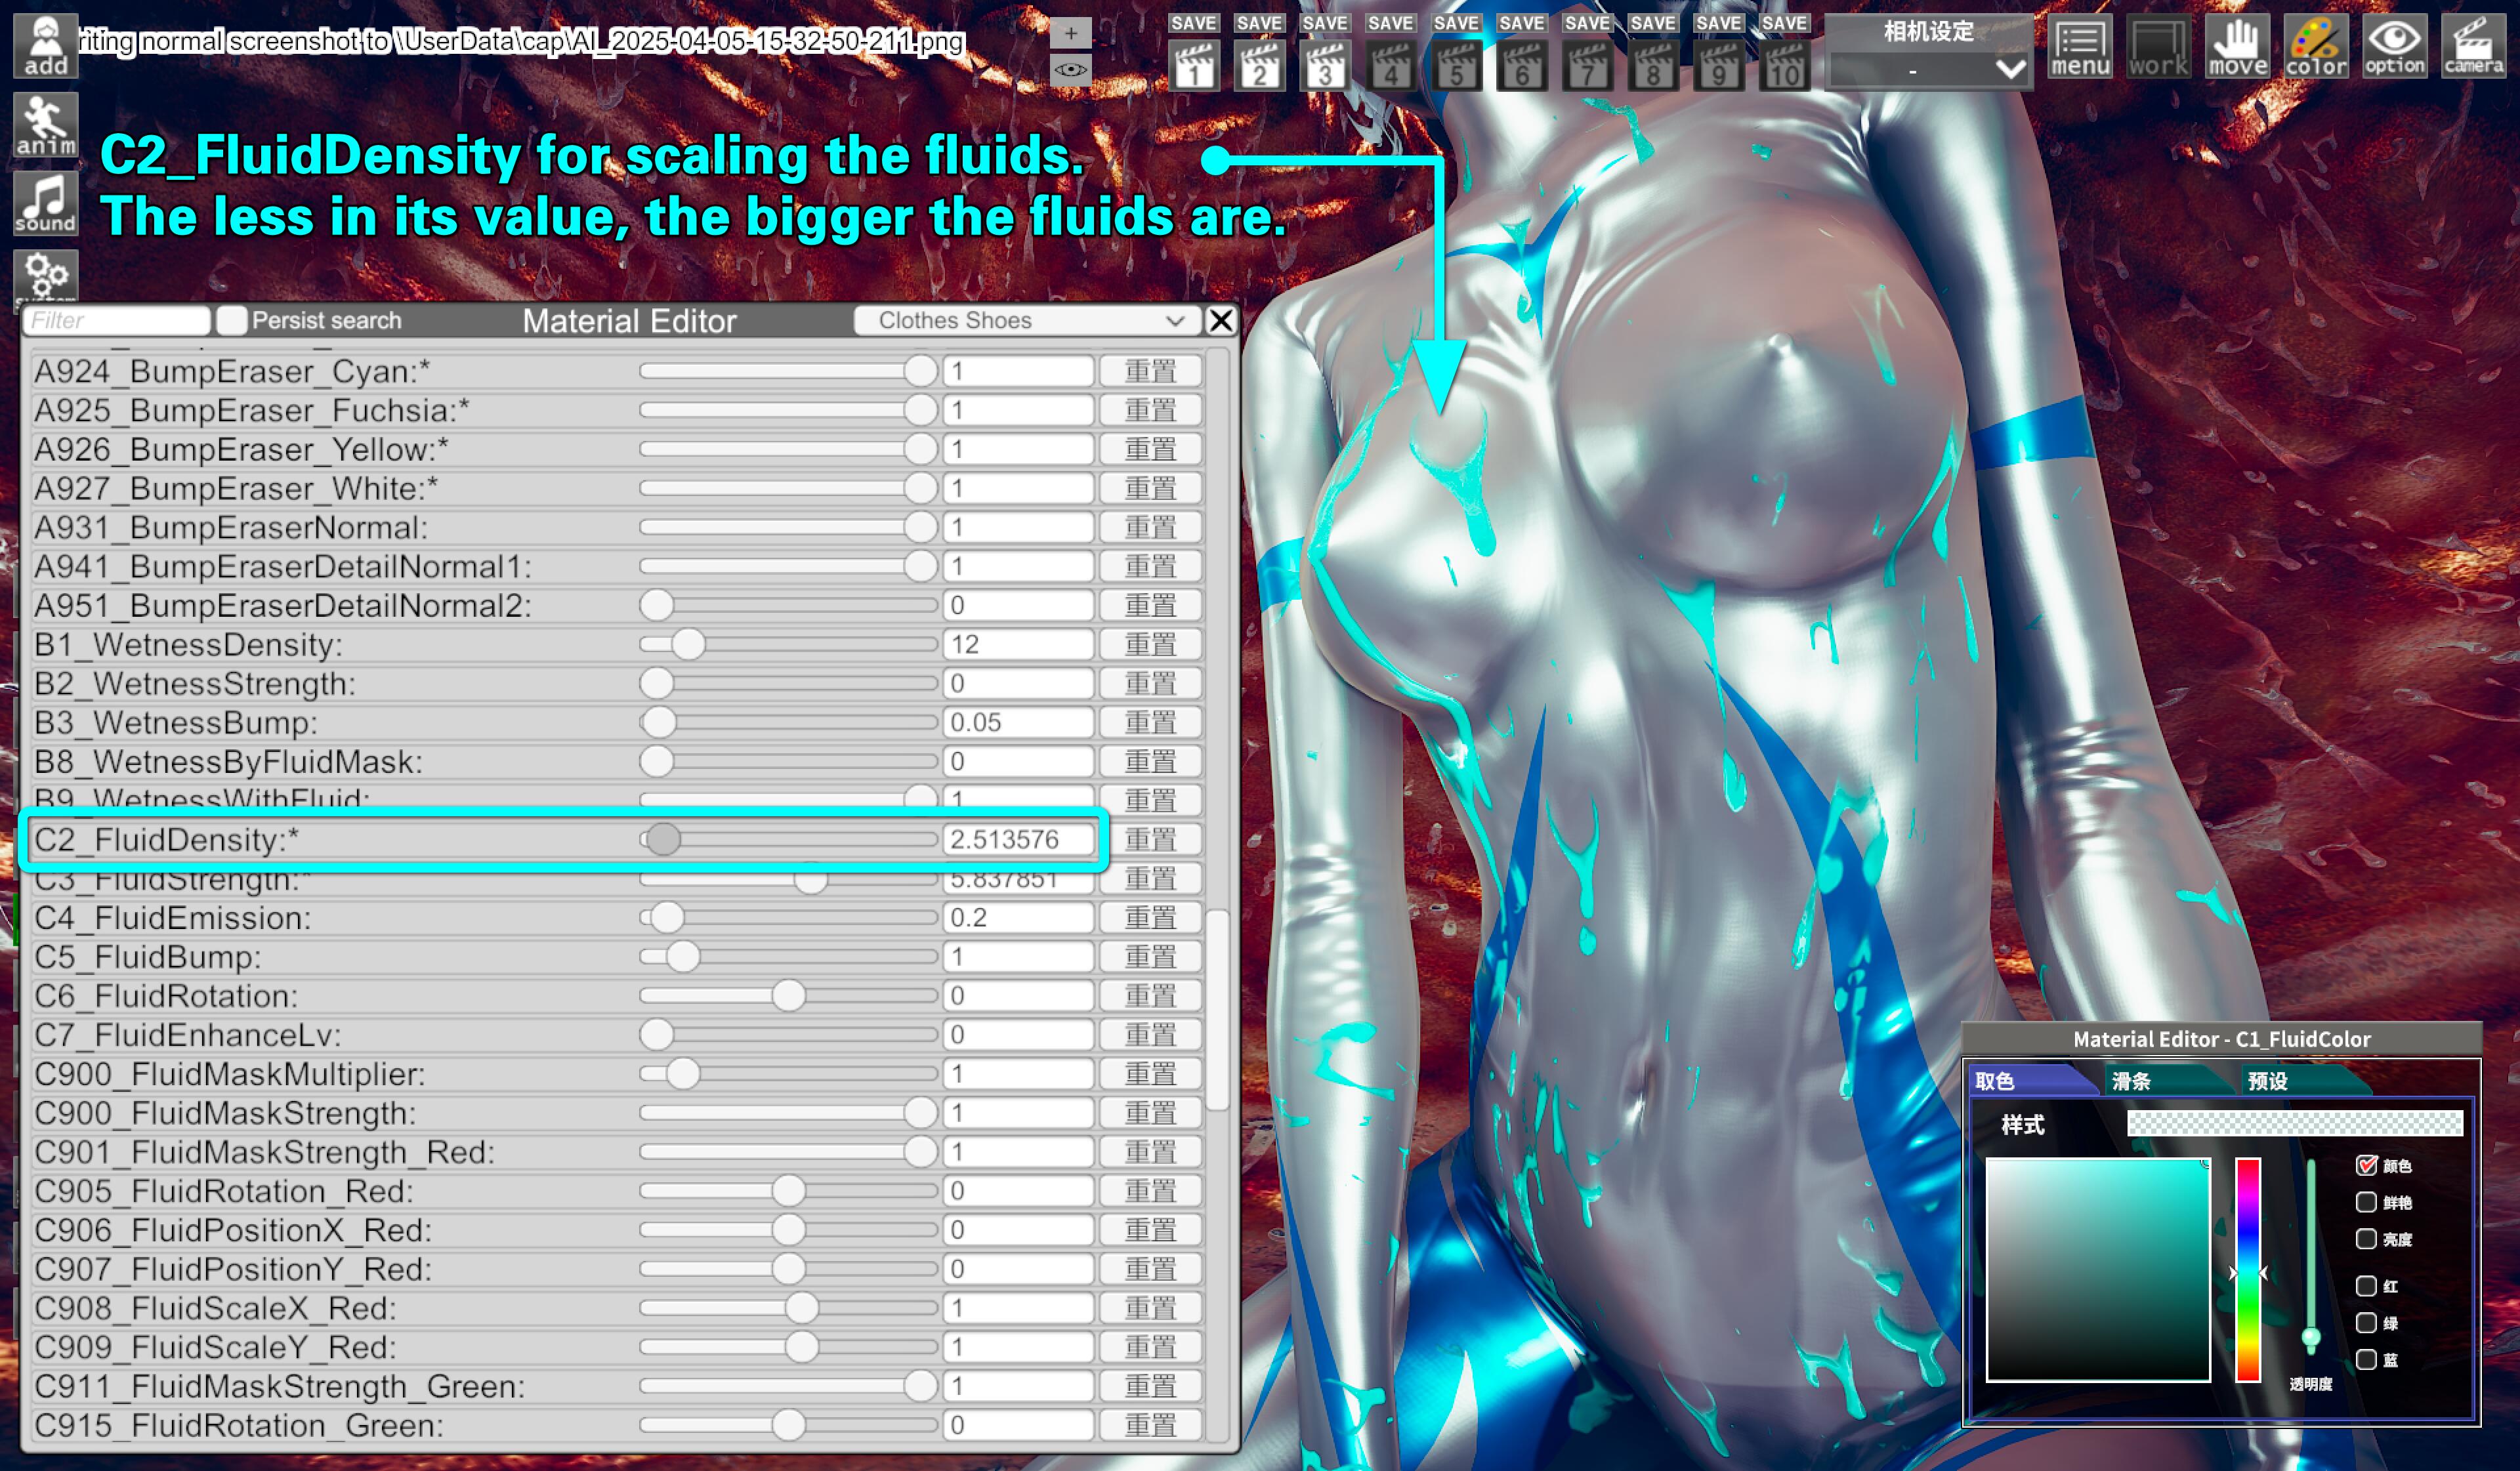 add
riting normal screenshot to \UserData\cap\AI_2025-04-05-15-32-50-211-png
+
SAVE SAVE SAVE SAVE SAVE SAVE SAVE SAVE SAVE SAVE
1 2 3 4 5 6 7 8 9 10
相机设定
-
menu work move color option camera
anim
sound
C2_FluidDensity for scaling the fluids.
The less in its value, the bigger the fluids are.
Filter Persist search Material Editor Clothes Shoes X
A924_BumpEraser_Cyan:* 1 重置
A925_BumpEraser_Fuchsia:* 1 重置
A926_BumpEraser_Yellow:* 1 重置
A927_BumpEraser_White:* 1 重置
A931_BumpEraserNormal: 1 重置
A941_BumpEraserDetailNormal1: 1 重置
A951_BumpEraserDetailNormal2: 0 重置
B1_WetnessDensity: 12 重置
B2_WetnessStrength: 0 重置
B3_WetnessBump: 0.05 重置
B8_WetnessByFluidMask: 0 重置
B9_WetnessWithFluid: 1 重置
C2_FluidDensity:* 2.513576 重置
C3_FluidStrength:* 5.837851 重置
C4_FluidEmission: 0.2 重置
C5_FluidBump: 1 重置
C6_FluidRotation: 0 重置
C7_FluidEnhanceLv: 0 重置
C900_FluidMaskMultiplier: 1 重置
C900_FluidMaskStrength: 1 重置
C901_FluidMaskStrength_Red: 1 重置
C905_FluidRotation_Red: 0 重置
C906_FluidPositionX_Red: 0 重置
C907_FluidPositionY_Red: 0 重置
C908_FluidScaleX_Red: 1 重置
C909_FluidScaleY_Red: 1 重置
C911_FluidMaskStrength_Green: 1 重置
C915_FluidRotation_Green: 0 重置
Material Editor - C1_FluidColor
取色 滑条 预设
样式
颜色
鲜艳
亮度
红
绿
蓝
透明度